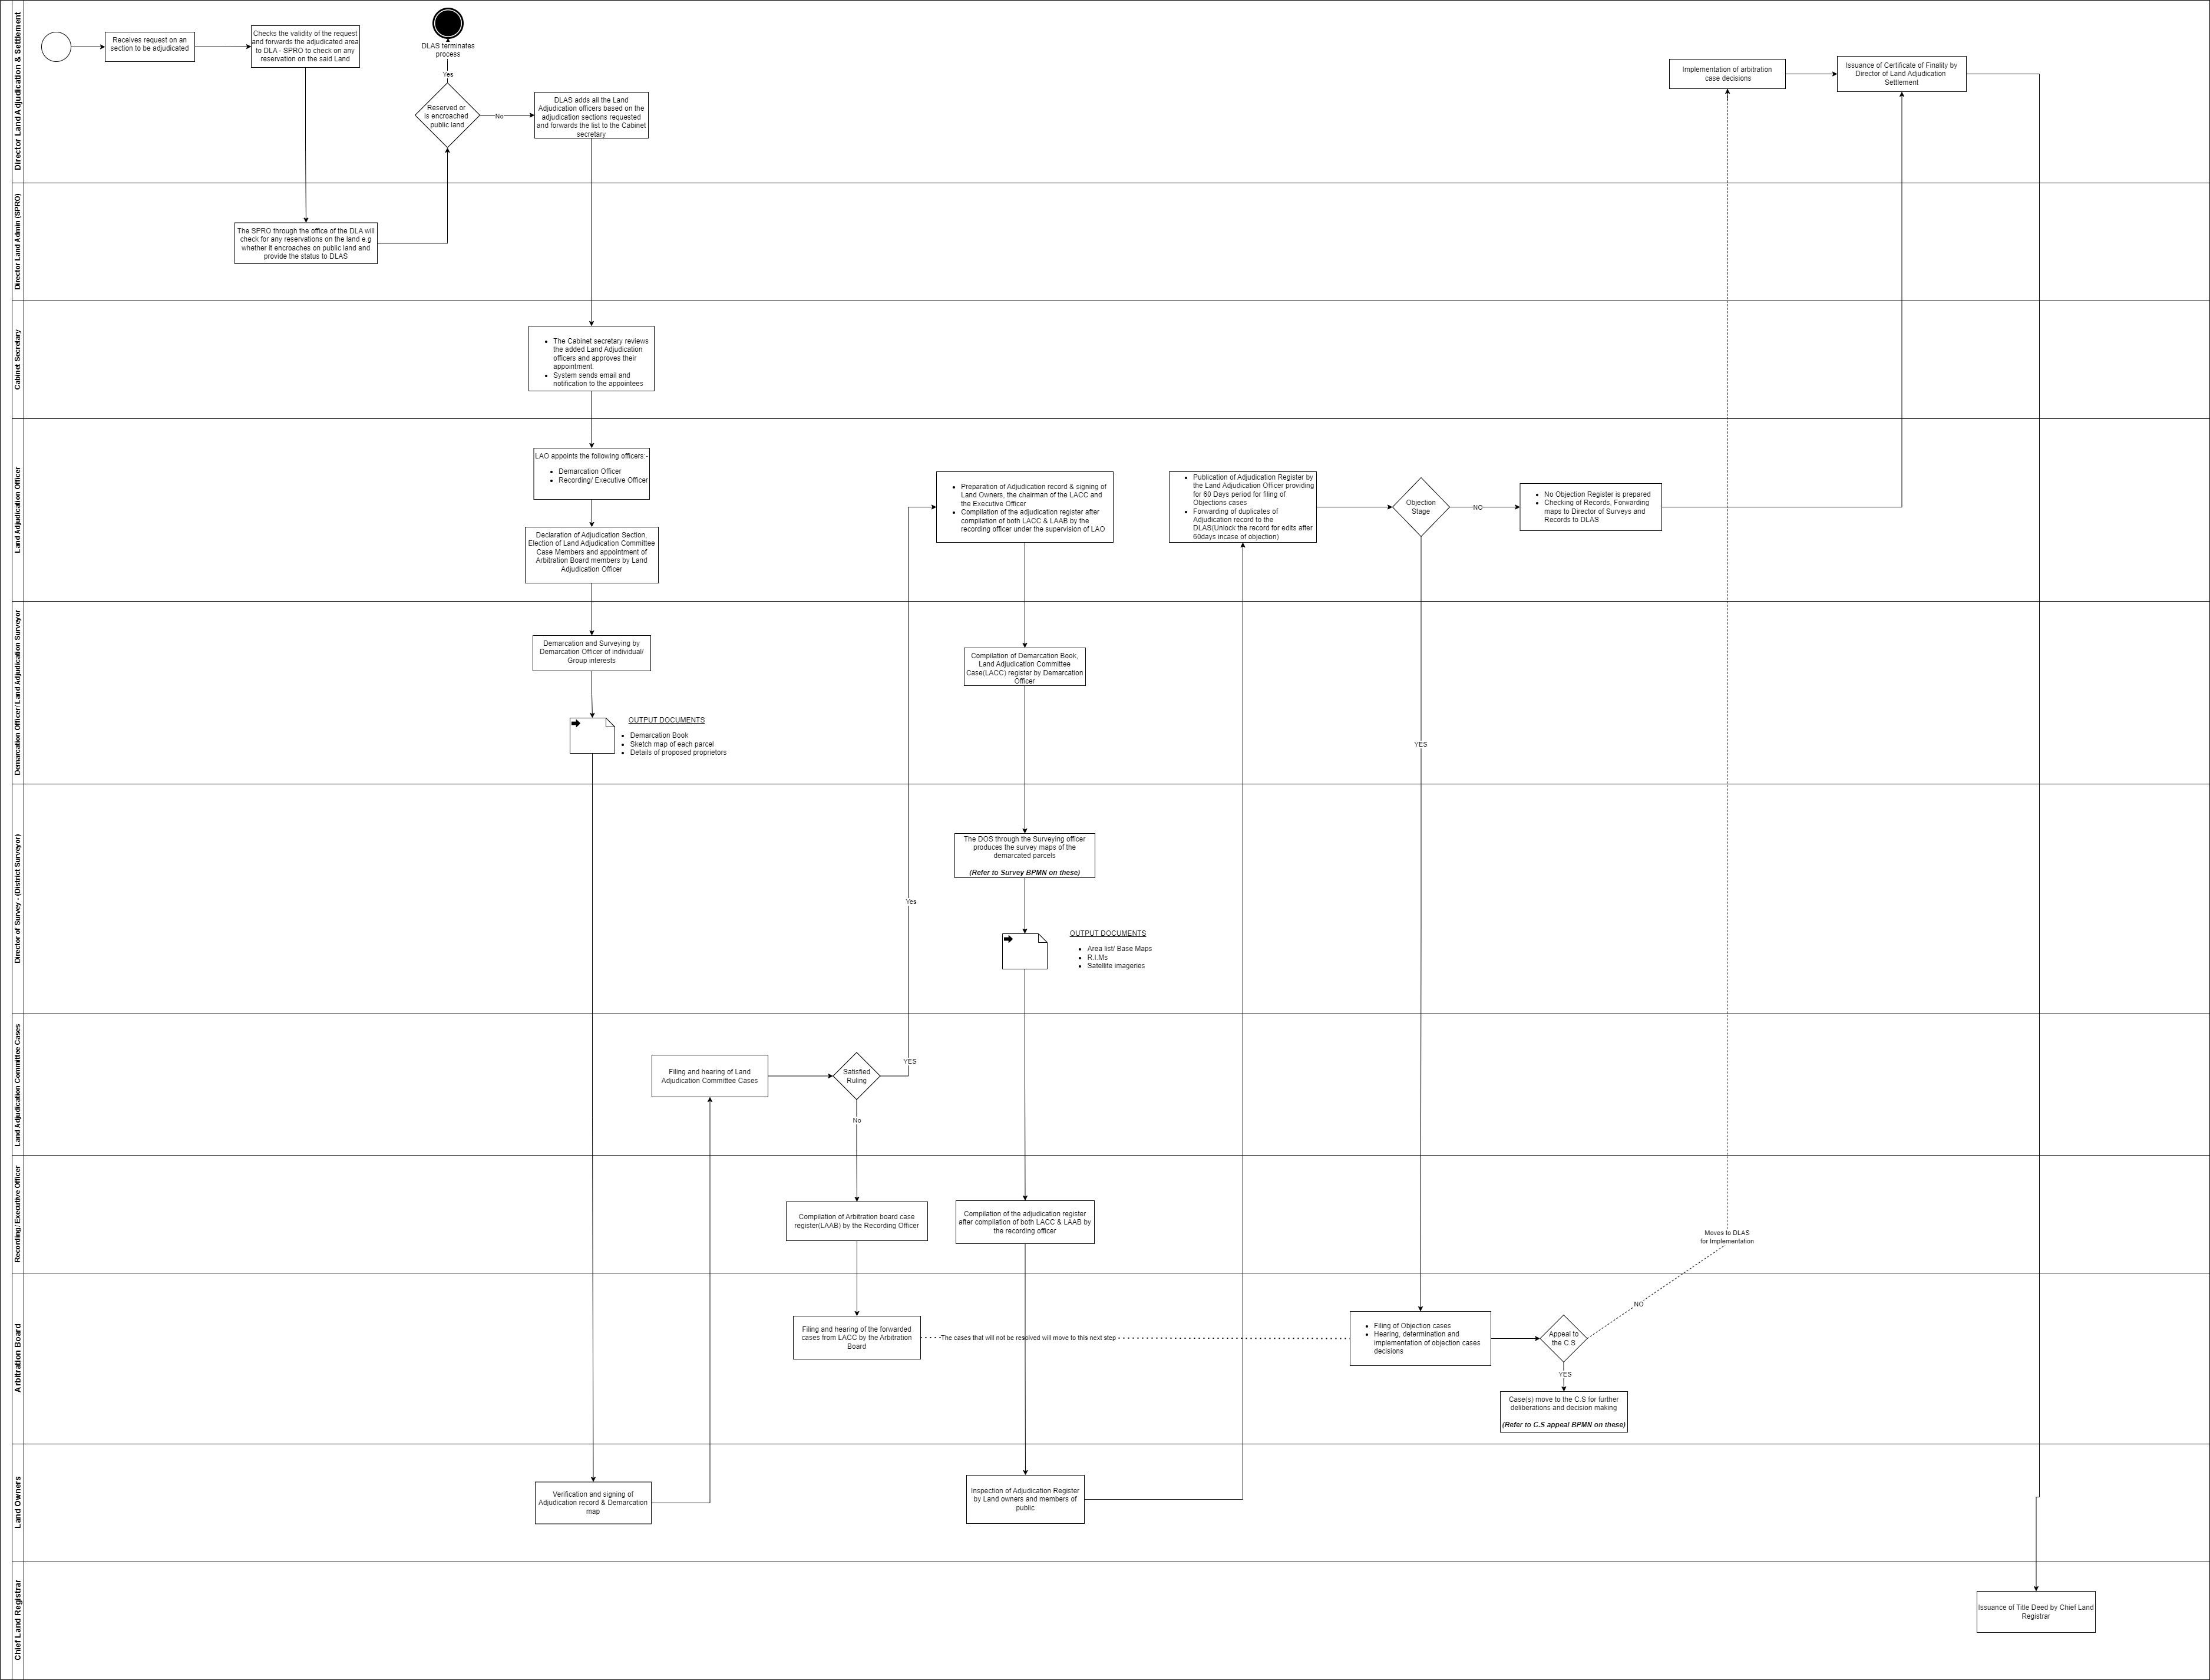 Director Land Adjudication & Settlement
Receives request on an
section to be adjudicated
Checks the validity of the request
and forwards the adjudicated area
to DLA - SPRO to check on any
reservation on the said Land
DLAS terminates
process
Yes
Reserved or
is encroached
public land
No
DLAS adds all the Land
Adjudication officers based on the
adjudication sections requested
and forwards the list to the Cabinet
secretary
Implementation of arbitration
case decisions
Issuance of Certificate of Finality by
Director of Land Adjudication
Settlement
Director Land Admin (SPRO)
The SPRO through the office of the DLA will
check for any reservations on the land e.g
whether it encroaches on public land and
provide the status to DLAS
Cabinet Secretary
• The Cabinet secretary reviews
the added Land Adjudication
officers and approves their
appointment.
• System sends email and
notification to the appointees
Land Adjudication Officer
LAO appoints the following officers:-
• Demarcation Officer
• Recording/ Executive Officer
Declaration of Adjudication Section,
Election of Land Adjudication Committee
Case Members and appointment of
Arbitration Board members by Land
Adjudication Officer
• Preparation of Adjudication record & signing of
Land Owners, the chairman of the LACC and
the Executive Officer
• Compilation of the adjudication register after
compilation of both LACC & LAAB by the
recording officer under the supervision of LAO
• Publication of Adjudication Register by
the Land Adjudication Officer providing
for 60 Days period for filing of
Objections cases
• Forwarding of duplicates of
Adjudication record to the
DLAS(Unlock the record for edits after
60days incase of objection)
Objection
Stage
NO
• No Objection Register is prepared
• Checking of Records, Forwarding
maps to Director of Surveys and
Records to DLAS
Demarcation Officer/ Land Adjudication Surveyor
Demarcation and Surveying by
Demarcation Officer of individual/
Group interests
OUTPUT DOCUMENTS
• Demarcation Book
• Sketch map of each parcel
• Details of proposed proprietors
Compilation of Demarcation Book,
Land Adjudication Committee
Case(LACC) register by Demarcation
Officer
YES
Director of Survey - (District Surveyor)
The DOS through the Surveying officer
produces the survey maps of the
demarcated parcels
(Refer to Survey BPMN on these)
Yes
OUTPUT DOCUMENTS
• Area list/ Base Maps
• R.I.Ms
• Satellite imageries
Land Adjudication Committee Cases
Filing and hearing of Land
Adjudication Committee Cases
Satisfied
Ruling
YES
No
Recording/ Executive Officer
Compilation of Arbitration board case
register(LAAB) by the Recording Officer
Compilation of the adjudication register
after compilation of both LACC & LAAB by
the recording officer
Moves to DLAS
for Implementation
Arbitration Board
Filing and hearing of the forwarded
cases from LACC by the Arbitration
Board
The cases that will not be resolved will move to this next step
• Filing of Objection cases
• Hearing, determination and
implementation of objection cases
decisions
Appeal to
the C.S
NO
YES
Case(s) move to the C.S for further
deliberations and decision making
(Refer to C.S appeal BPMN on these)
Land Owners
Verification and signing of
Adjudication record & Demarcation
map
Inspection of Adjudication Register
by Land owners and members of
public
Chief Land Registrar
Issuance of Title Deed by Chief Land
Registrar